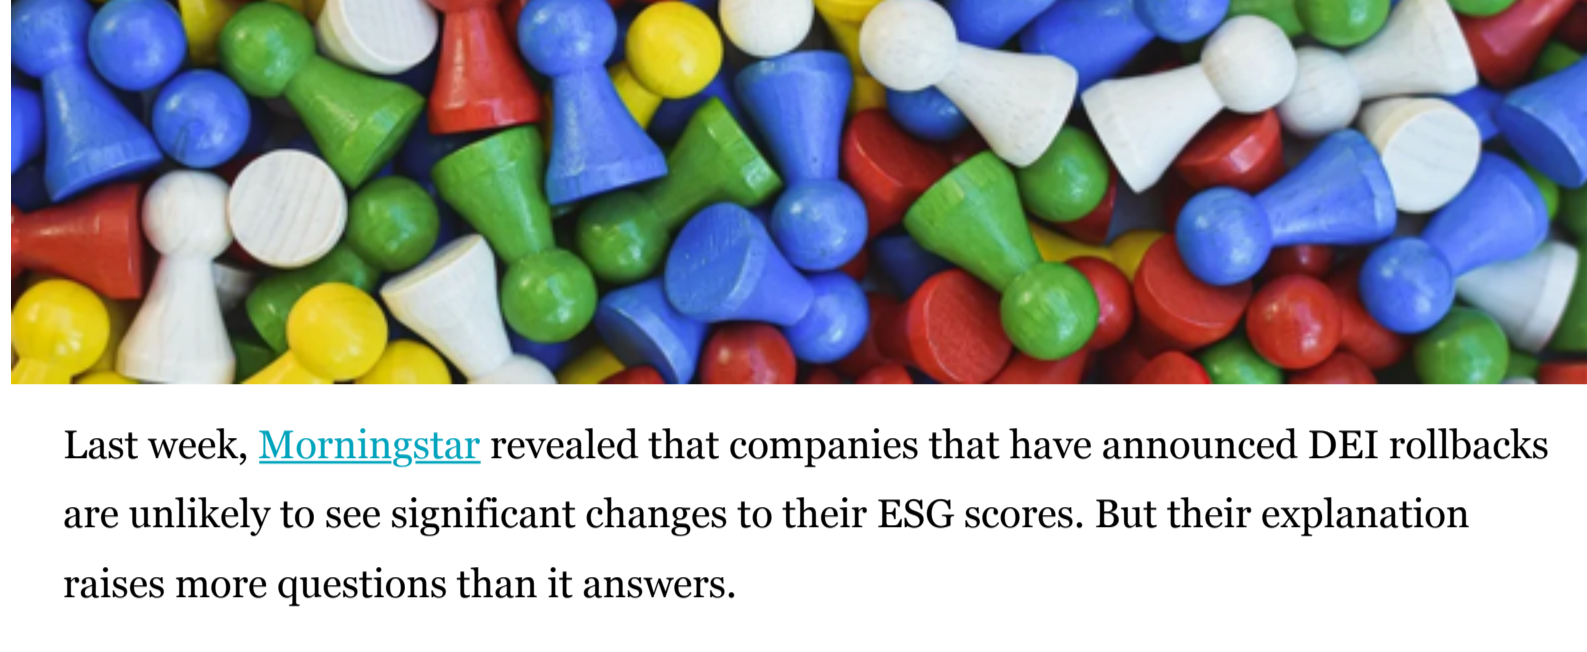 Last week, Morningstar revealed that companies that have announced DEI rollbacks
are unlikely to see significant changes to their ESG scores. But their explanation
raises more questions than it answers.